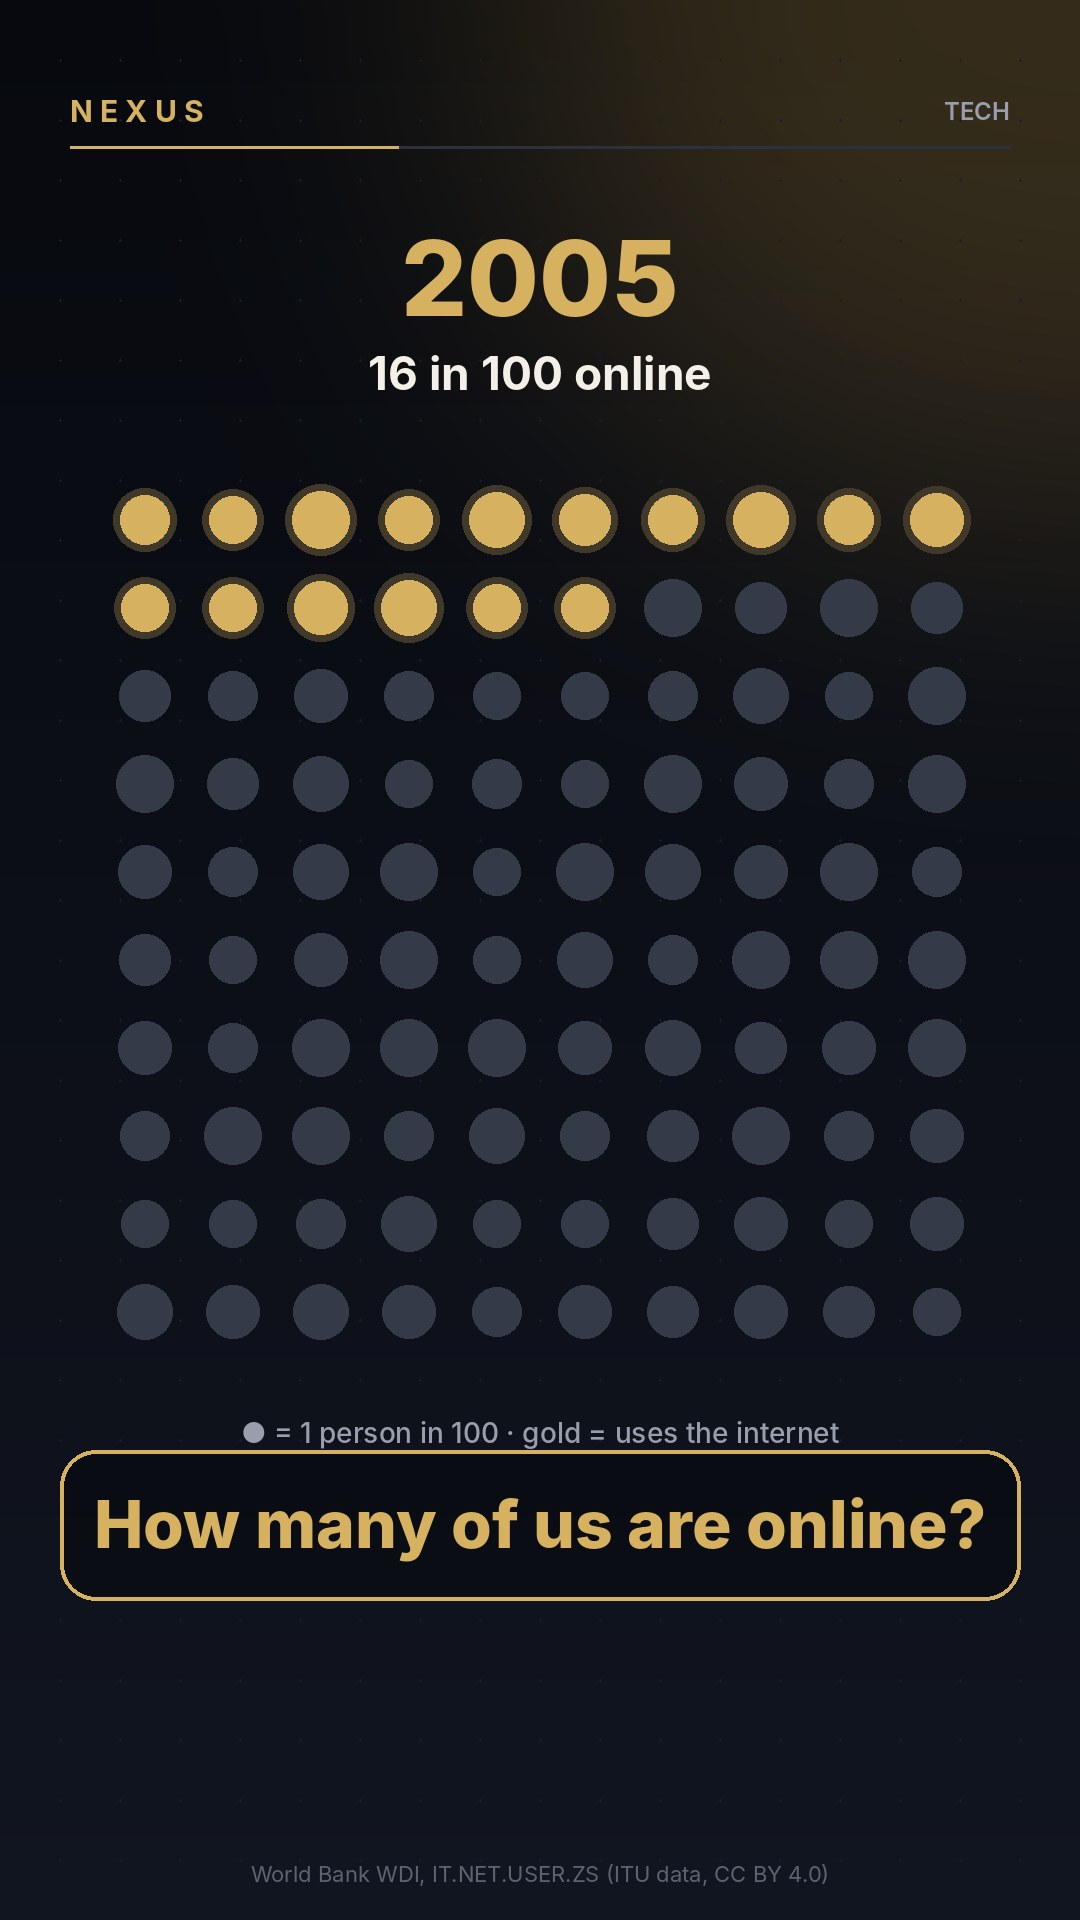 NEXUS
TECH
2005
16 in 100 online
= 1 person in 100 · gold = uses the internet
How many of us are online?
World Bank WDI, IT.NET.USER.ZS (ITU data, CC BY 4.0)